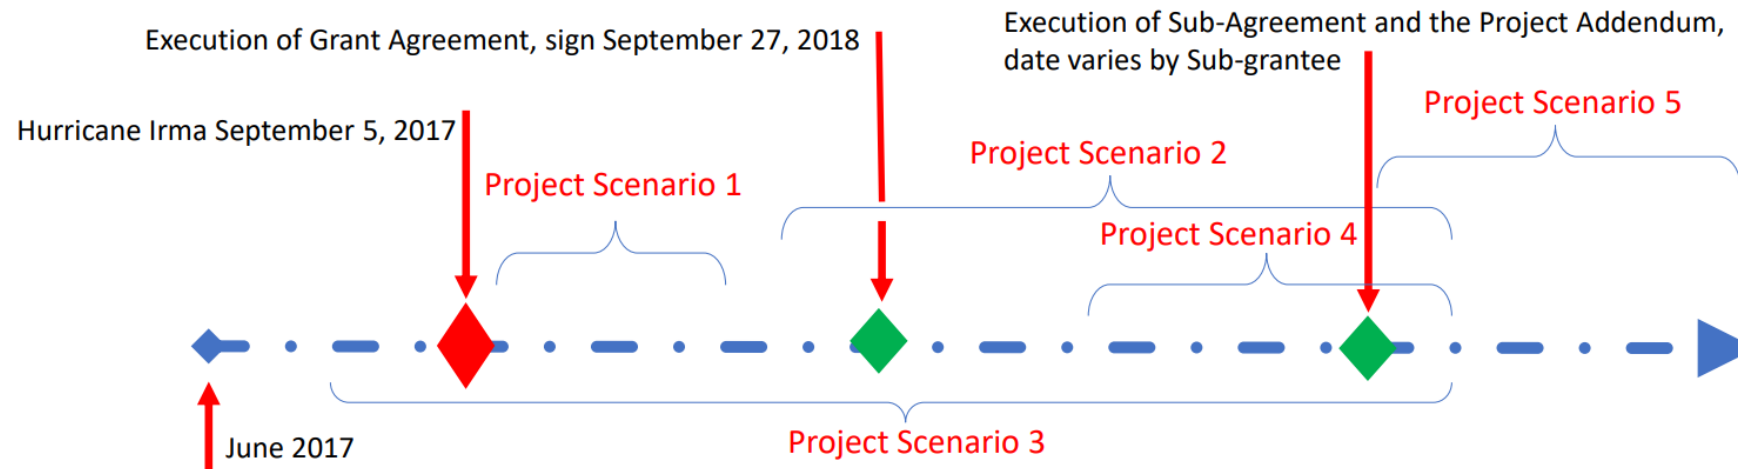 Execution of Grant Agreement, sign September 27, 2018
Execution of Sub-Agreement and the Project Addendum,
date varies by Sub-grantee
Hurricane Irma September 5, 2017
Project Scenario 1
Project Scenario 2
Project Scenario 5
Project Scenario 4
June 2017
Project Scenario 3